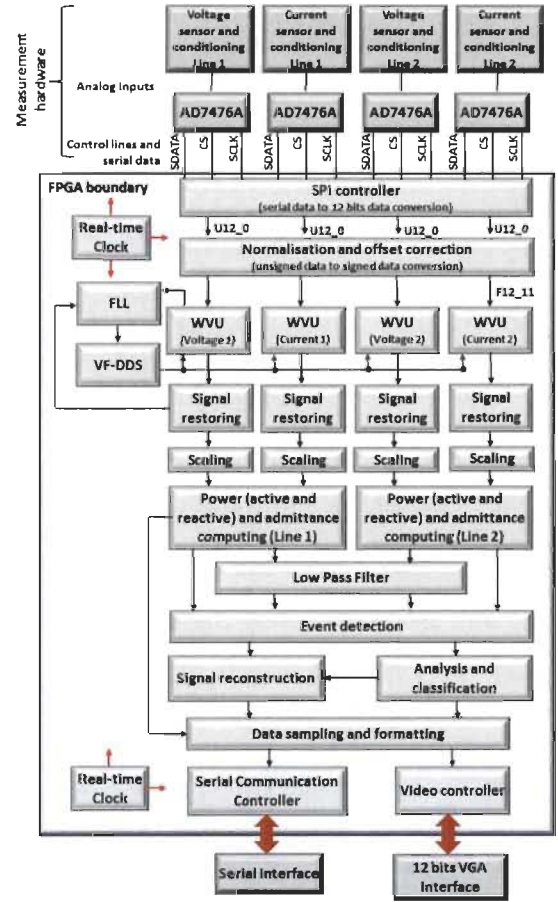 Measurement
hardware
Voltage
sensor and
conditioning
Line 1
Current
sensor and
conditioning
Line 1
Voltage
sensor and
conditioning
Line 2
Current
sensor and
conditioning
Line 2
Analog inputs
AD7476A
AD7476A
AD7476A
AD7476A
Control lines and
serial data
SDATA
CS
SCLK
SDATA
CS
SCLK
SDATA
CS
SCLK
SDATA
CS
SCLK
FPGA boundary
SPI controller
(serial data to 12 bits data conversion)
Real-time
Clock
U12_0
U12_0
U12_0
U12_0
Normalisation and offset correction
(unsigned data to signed data conversion)
F12_11
FLL
WVU
(Voltage 1)
WVU
(Current 1)
WVU
(Voltage 2)
WVU
(Current 2)
VF-DDS
Signal
restoring
Signal
restoring
Signal
restoring
Signal
restoring
Scaling
Scaling
Scaling
Scaling
Power (active and
reactive) and admittance
computing (Line 1)
Power (active and
reactive) and admittance
computing (Line 2)
Low Pass Filter
Event detection
Signal reconstruction
Analysis and
classification
Data sampling and formatting
Real-time
Clock
Serial Communication
Controller
Video controller
Serial Interface
12 bits VGA
Interface